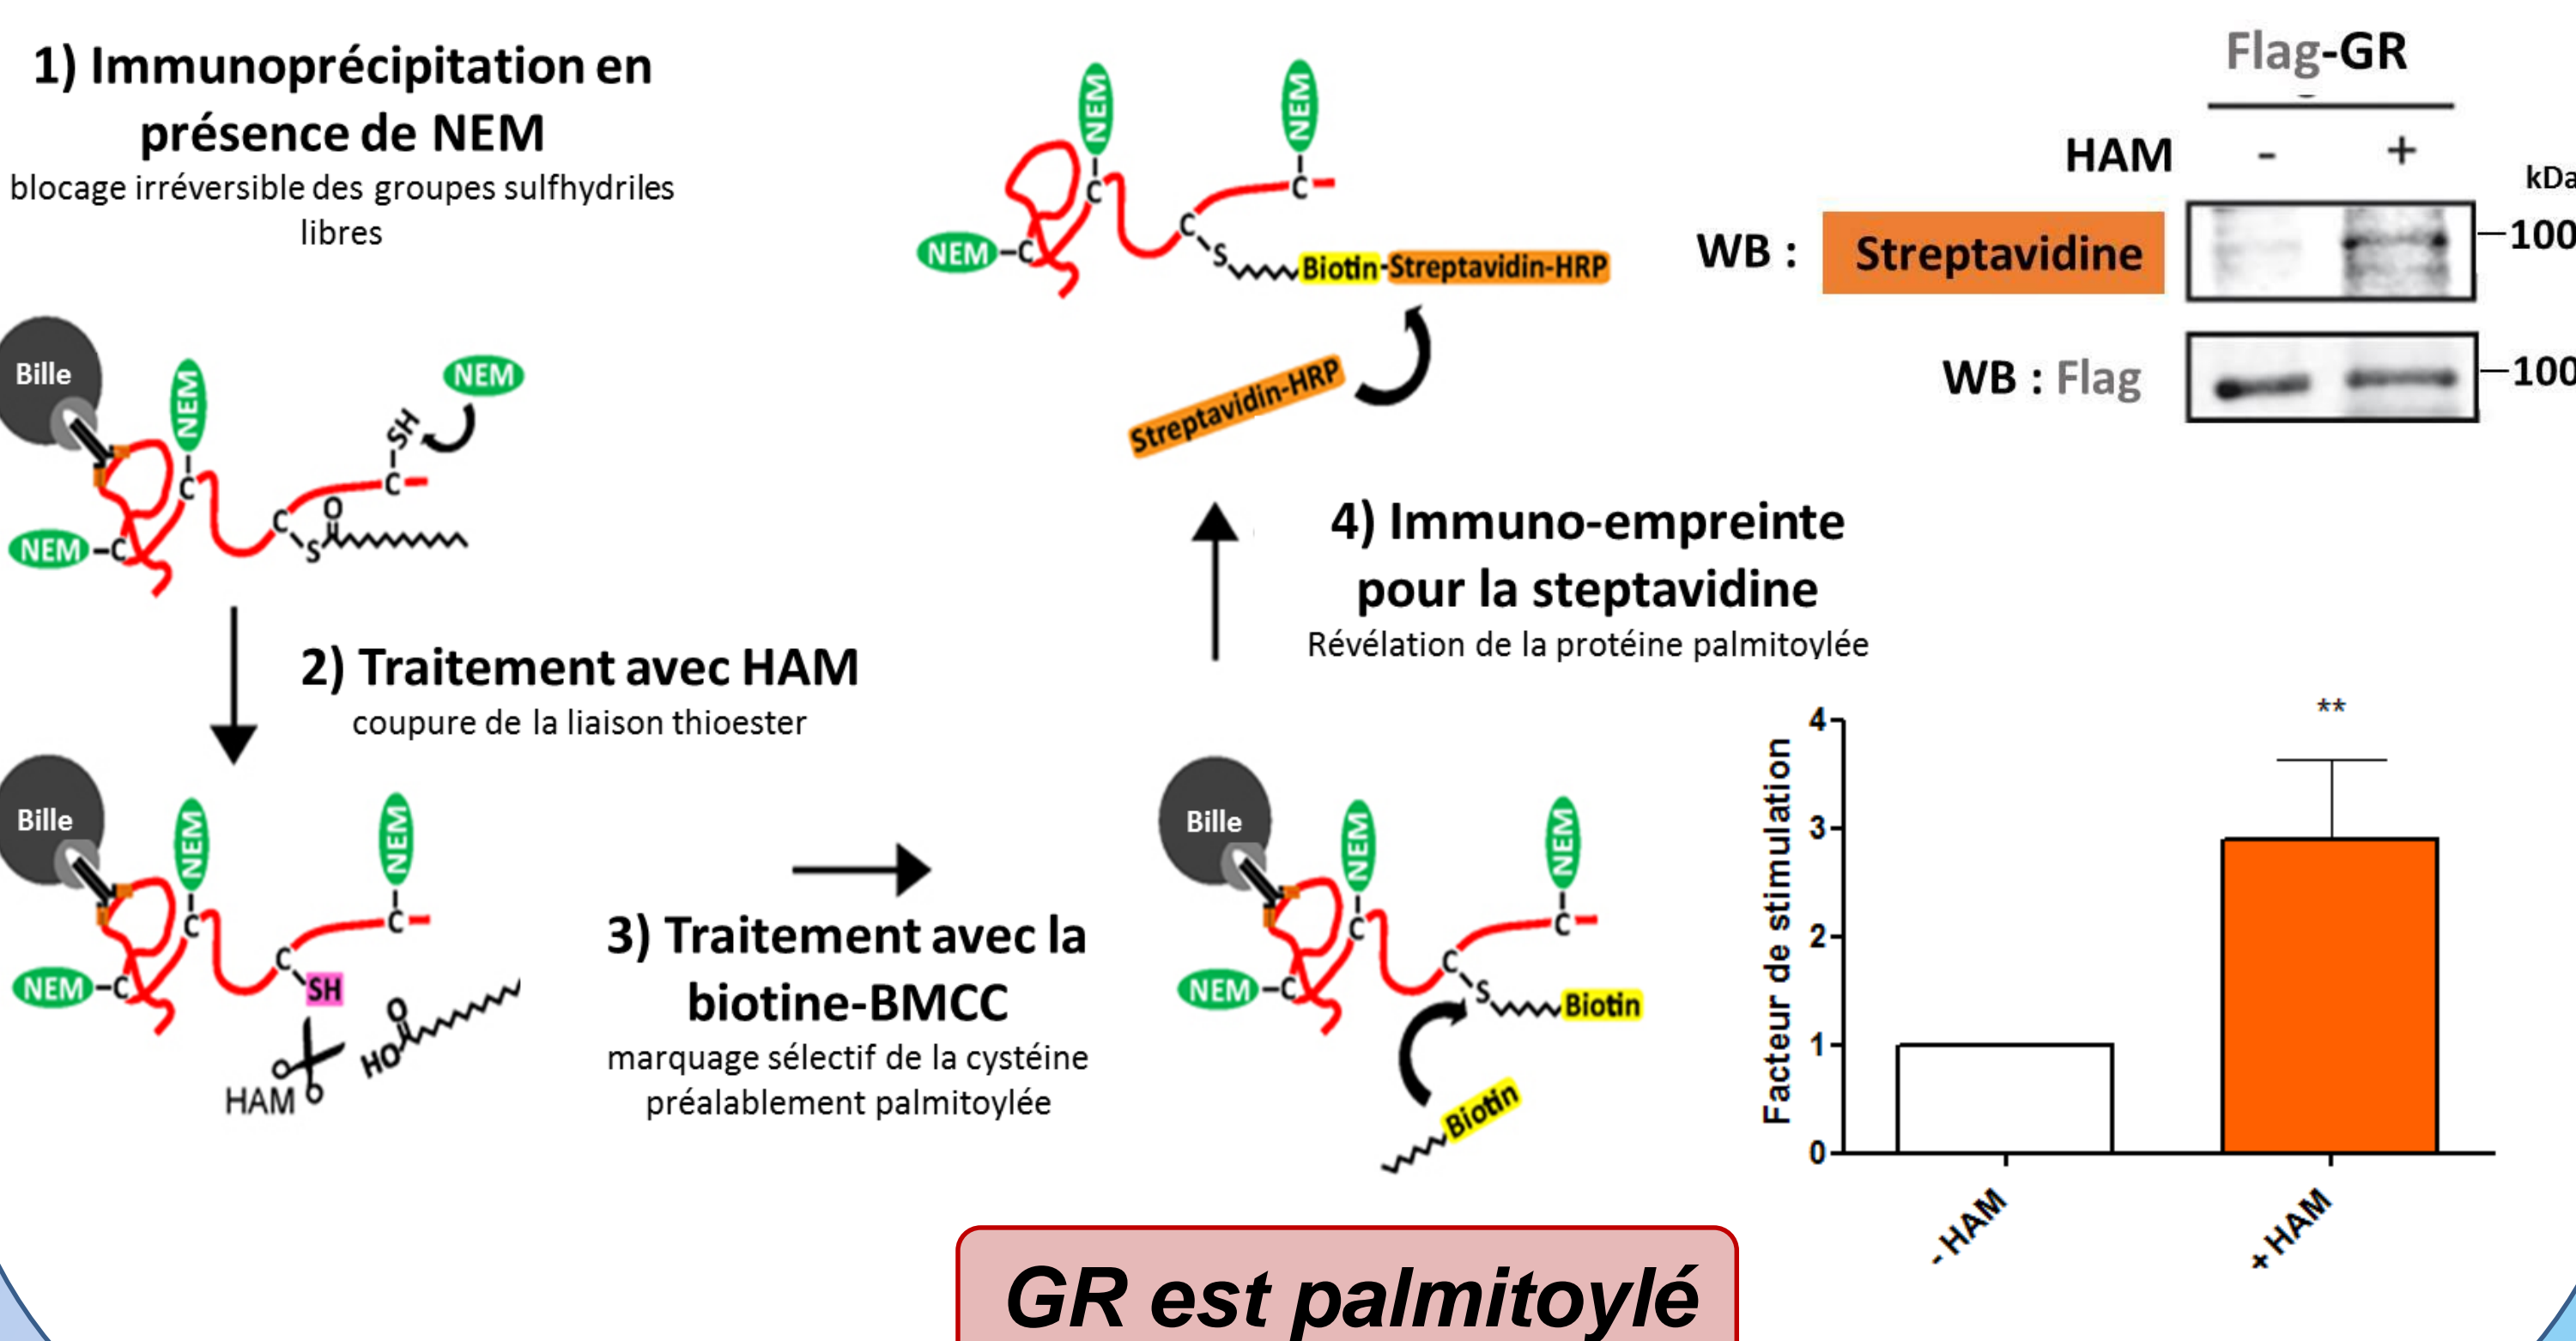 1) Immunoprécipitation en
présence de NEM
blocage irréversible des groupes sulfhydriles
libres
Bille
NEM
NEM
SH
C
C
O
C
S
NEM
C
2) Traitement avec HAM
coupure de la liaison thioester
Bille
NEM
NEM
C
C
C
SH
NEM
C
O
HO
HAM
3) Traitement avec la
biotine-BMCC
marquage sélectif de la cystéine
préalablement palmitoylée
Bille
NEM
NEM
C
C
C
S
Biotin
NEM
C
Biotin
4) Immuno-empreinte
pour la steptavidine
Révélation de la protéine palmitoylée
NEM
NEM
C
C
C
S
NEM
C
Biotin-Streptavidin-HRP
Streptavidin-HRP
Flag-GR
HAM - +
kDa
WB : Streptavidine
100
WB : Flag
100
Facteur de stimulation
4
3
2
1
0
**
- HAM
+ HAM
GR est palmitoylé